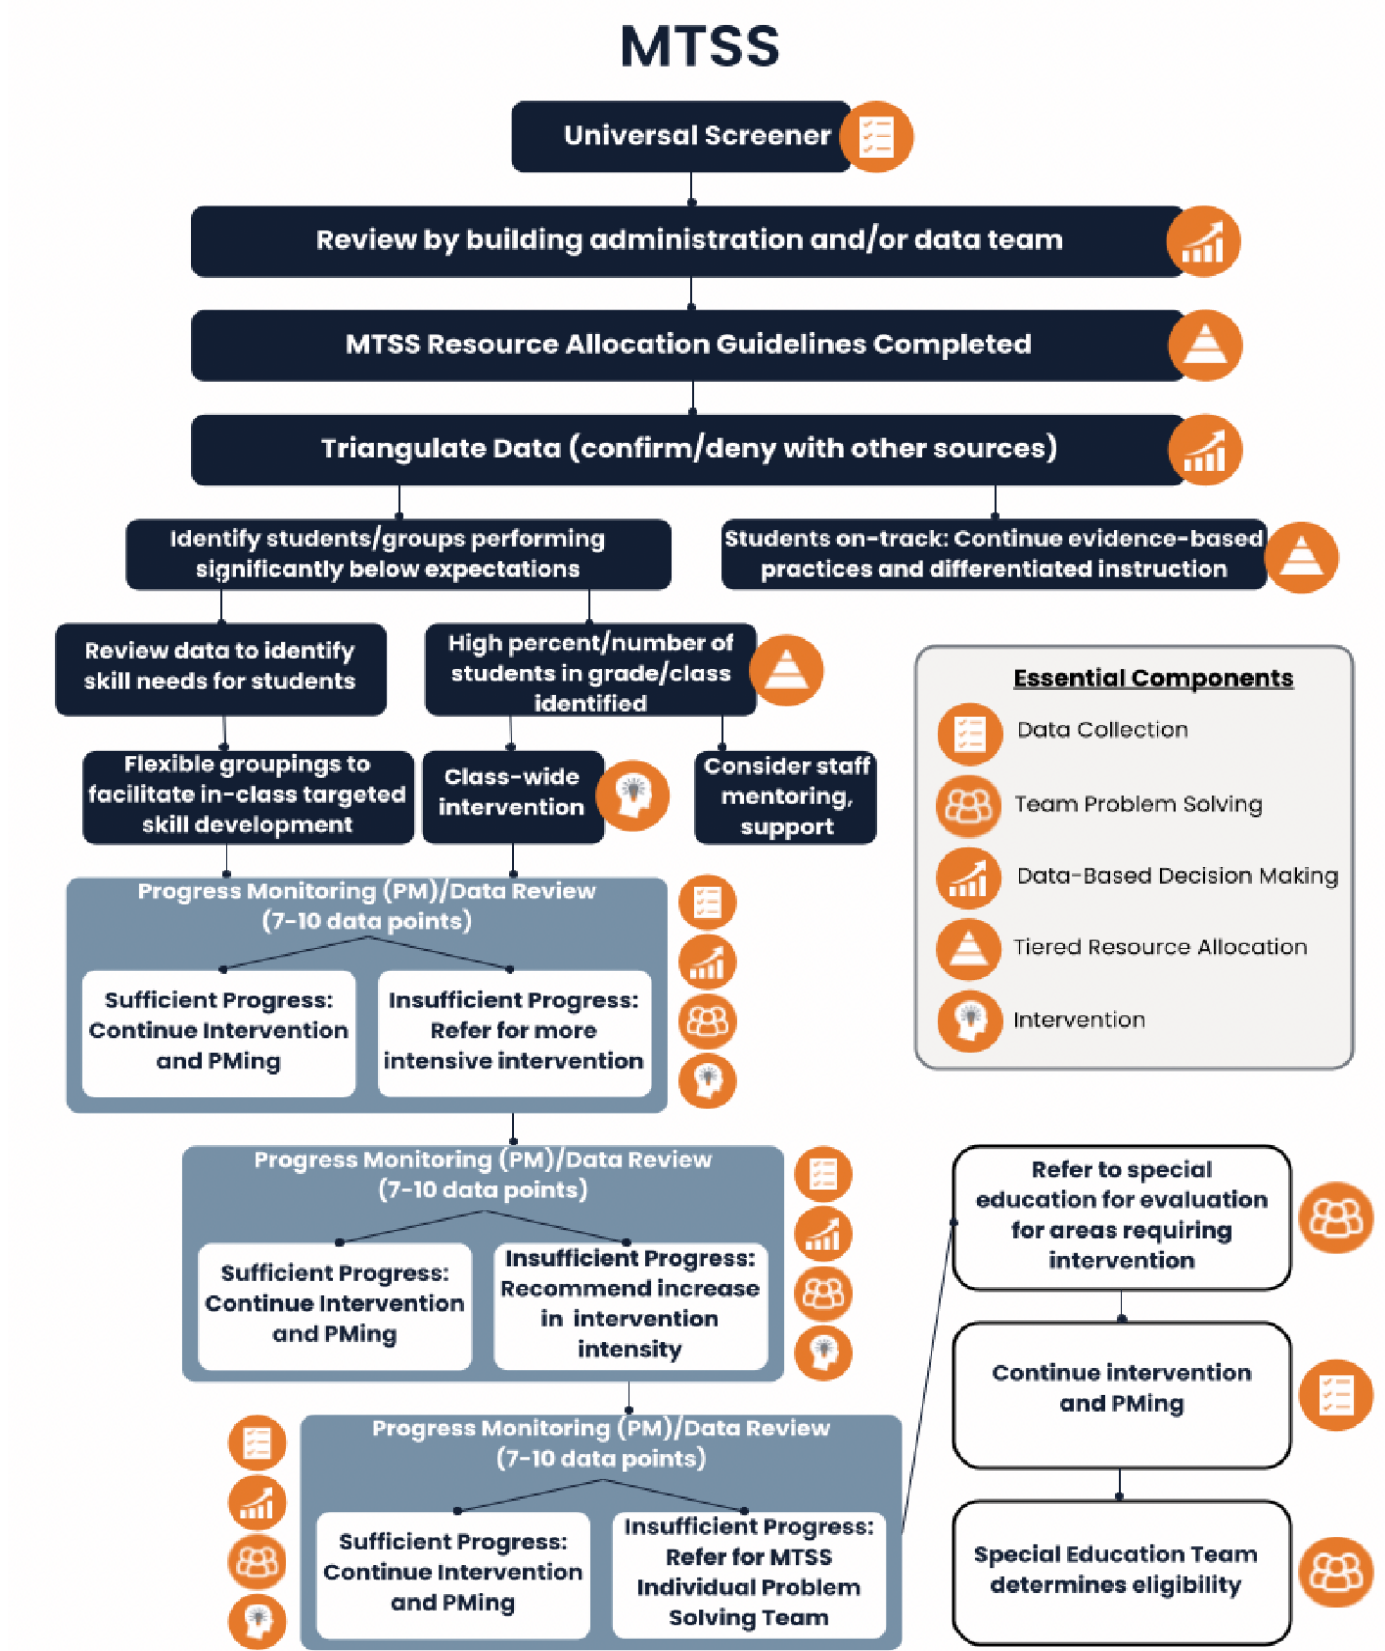 MTSS
Universal Screener
Review by building administration and/or data team
MTSS Resource Allocation Guidelines Completed
Triangulate Data (confirm/deny with other sources)
Identify students/groups performing
significantly below expectations
Students on-track: Continue evidence-based
practices and differentiated instruction
Review data to identify
skill needs for students
High percent/number of
students in grade/class
identified
Flexible groupings to
facilitate in-class targeted
skill development
Class-wide
intervention
Consider staff
mentoring,
support
Essential Components
Data Collection
Team Problem Solving
Data-Based Decision Making
Tiered Resource Allocation
Intervention
Progress Monitoring (PM)/Data Review
(7-10 data points)
Sufficient Progress:
Continue Intervention
and PMing
Insufficient Progress:
Refer for more
intensive intervention
Progress Monitoring (PM)/Data Review
(7-10 data points)
Sufficient Progress:
Continue Intervention
and PMing
Insufficient Progress:
Recommend increase
in intervention
intensity
Progress Monitoring (PM)/Data Review
(7-10 data points)
Sufficient Progress:
Continue Intervention
and PMing
Insufficient Progress:
Refer for MTSS
Individual Problem
Solving Team
Refer to special
education for evaluation
for areas requiring
intervention
Continue intervention
and PMing
Special Education Team
determines eligibility